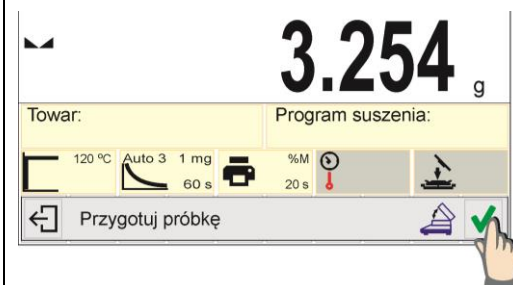 3.254 g
Towar: Program suszenia:
120 ºC Auto 3 1 mg %M
60 s 20 s
Przygotuj próbkę